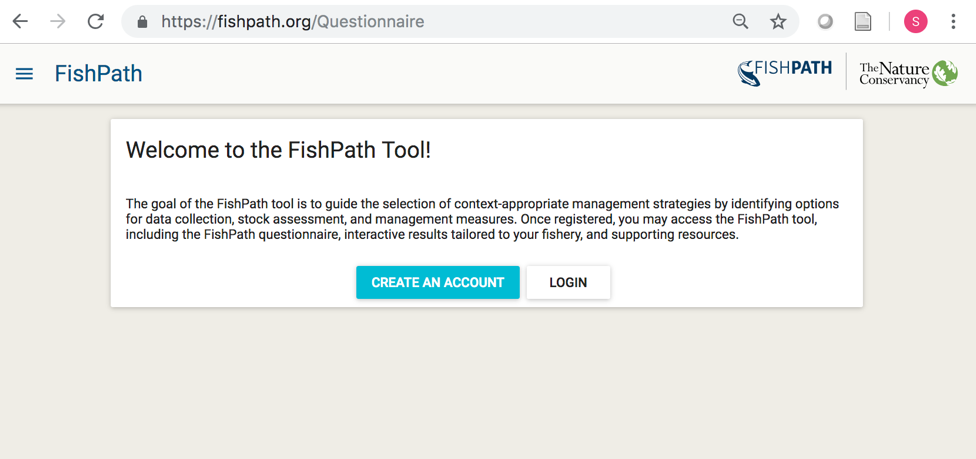 https://fishpath.org/Questionnaire
S
FishPath
FISHPATH
The Nature
Conservancy
Welcome to the FishPath Tool!
The goal of the FishPath tool is to guide the selection of context-appropriate management strategies by identifying options
for data collection, stock assessment, and management measures. Once registered, you may access the FishPath tool,
including the FishPath questionnaire, interactive results tailored to your fishery, and supporting resources.
CREATE AN ACCOUNT
LOGIN